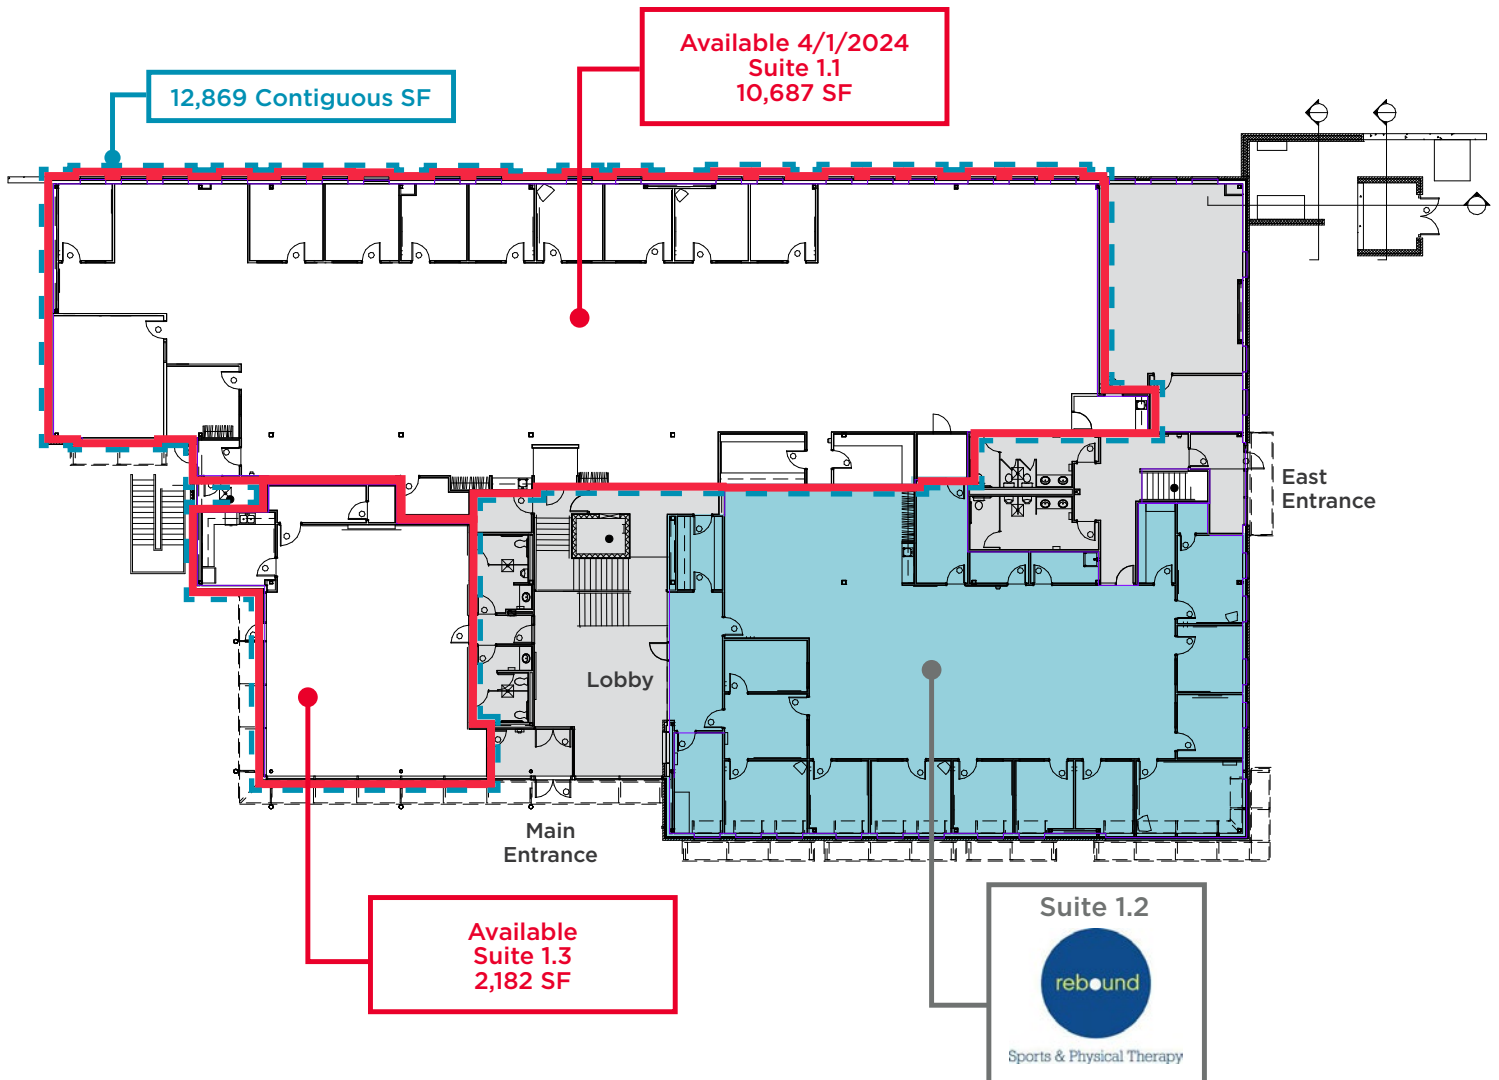 Available 4/1/2024
Suite 1.1
10,687 SF
12,869 Contiguous SF
East
Entrance
Lobby
Main
Entrance
Available
Suite 1.3
2,182 SF
Suite 1.2
rebound
Sports & Physical Therapy